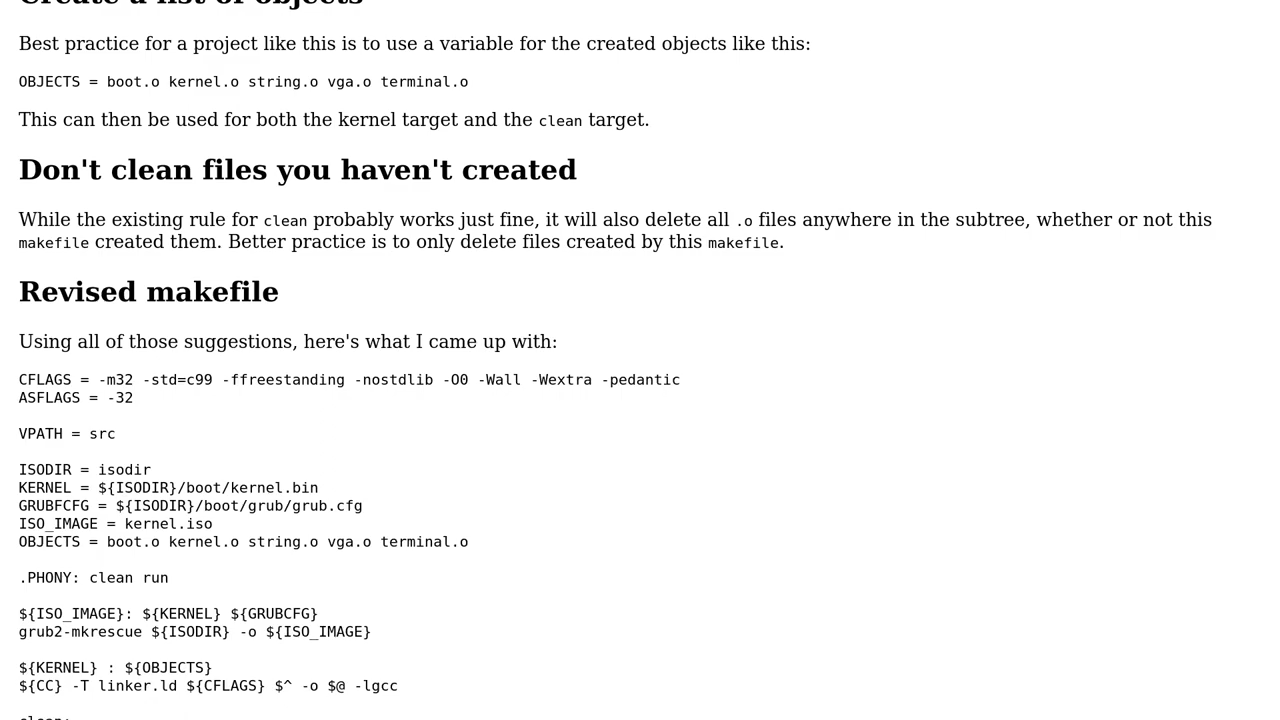 Create a list of objects
Best practice for a project like this is to use a variable for the created objects like this:
OBJECTS = boot.o kernel.o string.o vga.o terminal.o
This can then be used for both the kernel target and the clean target.
Don't clean files you haven't created
While the existing rule for clean probably works just fine, it will also delete all .o files anywhere in the subtree, whether or not this
makefile created them. Better practice is to only delete files created by this makefile.
Revised makefile
Using all of those suggestions, here's what I came up with:
CFLAGS = -m32 -std=c99 -ffreestanding -nostdlib -O0 -Wall -Wextra -pedantic
ASFLAGS = -32
VPATH = src
ISODIR = isodir
KERNEL = ${ISODIR}/boot/kernel.bin
GRUBFCFG = ${ISODIR}/boot/grub/grub.cfg
ISO_IMAGE = kernel.iso
OBJECTS = boot.o kernel.o string.o vga.o terminal.o
.PHONY: clean run
${ISO_IMAGE}: ${KERNEL} ${GRUBCFG}
grub2-mkrescue ${ISODIR} -o ${ISO_IMAGE}
${KERNEL} : ${OBJECTS}
${CC} -T linker.ld ${CFLAGS} $^ -o $@ -lgcc
clean: